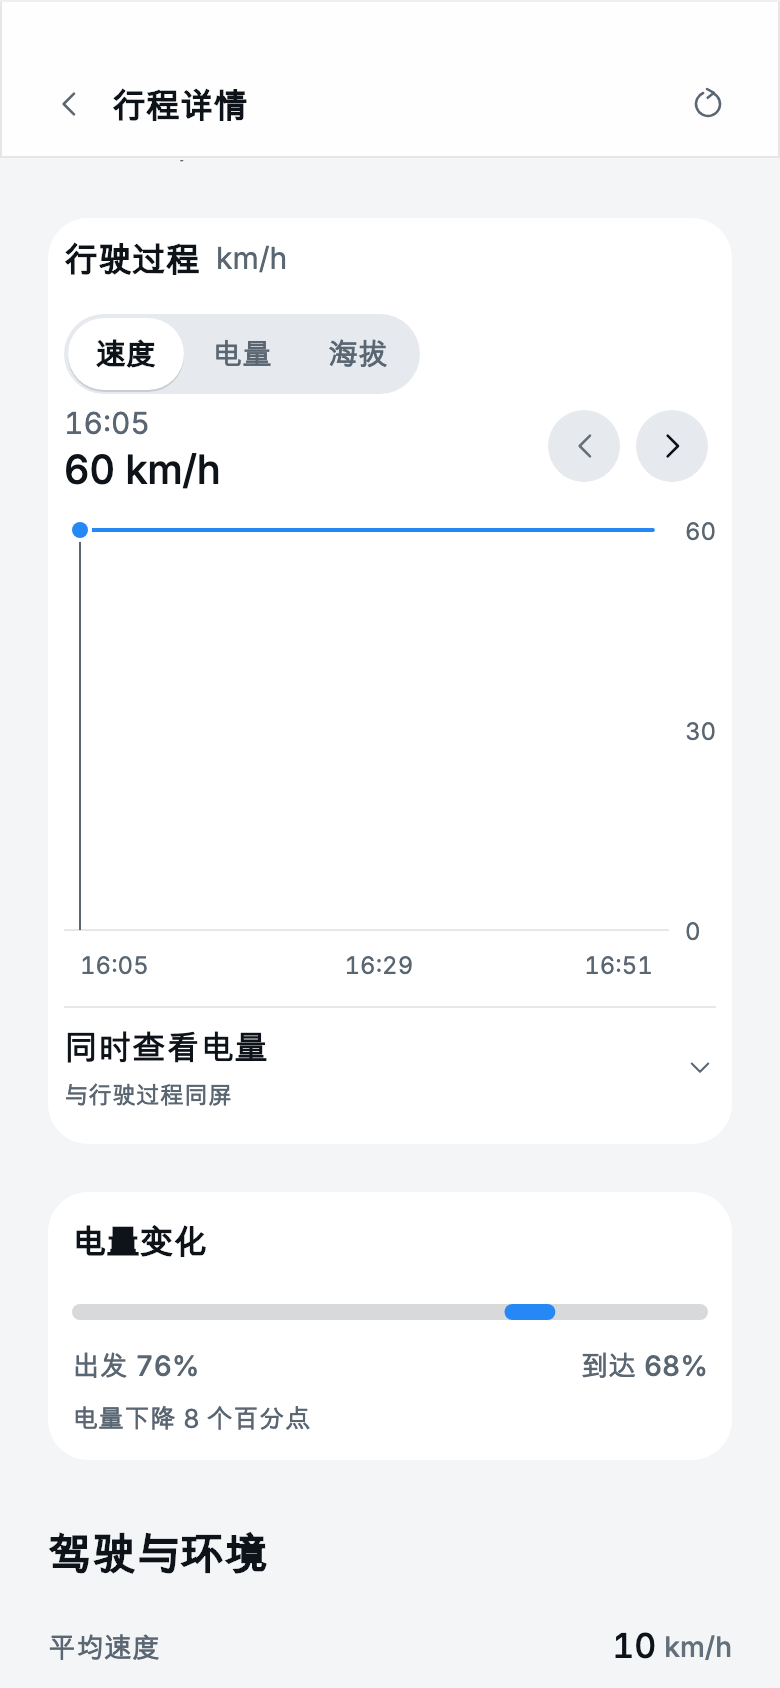 行程详情
行驶过程 km/h
速度 电量 海拔
16:05
60 km/h
60
30
0
16:05 16:29 16:51
同时查看电量
与行驶过程同屏
电量变化
出发 76% 到达 68%
电量下降 8 个百分点
驾驶与环境
平均速度 10 km/h